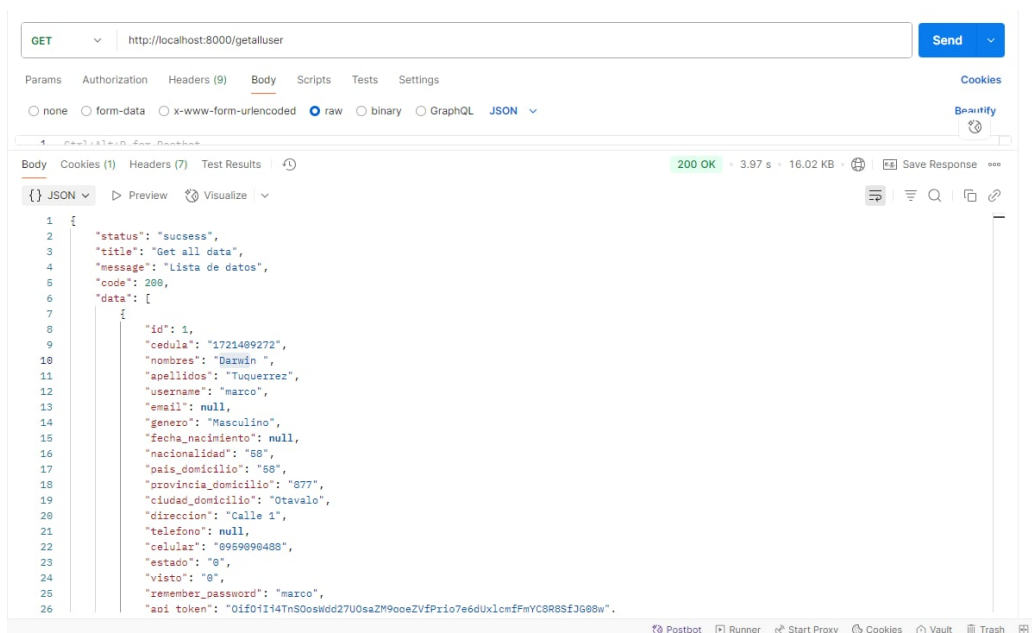 GET http://localhost:8000/getalluser Send
Params Authorization Headers (9) Body Scripts Tests Settings Cookies
none form-data x-www-form-urlencoded raw binary GraphQL JSON Beautify
1 Ctrl+Alt+P for Postbot
Body Cookies (1) Headers (7) Test Results 200 OK 3.97 s 16.02 KB e.g. Save Response
{} JSON Preview Visualize
1 {
2 "status": "sucsess",
3 "title": "Get all data",
4 "message": "Lista de datos",
5 "code": 200,
6 "data": [
7 {
8 "id": 1,
9 "cedula": "1721409272",
10 "nombres": "Darwin ",
11 "apellidos": "Tuquerrez",
12 "username": "marco",
13 "email": null,
14 "genero": "Masculino",
15 "fecha_nacimiento": null,
16 "nacionalidad": "58",
17 "pais_domicilio": "58",
18 "provincia_domicilio": "877",
19 "ciudad_domicilio": "Otavalo",
20 "direccion": "Calle 1",
21 "telefono": null,
22 "celular": "0959090488",
23 "estado": "0",
24 "visto": "0",
25 "remember_password": "marco",
26 "api_token":
Postbot Runner Start Proxy Cookies Vault Trash